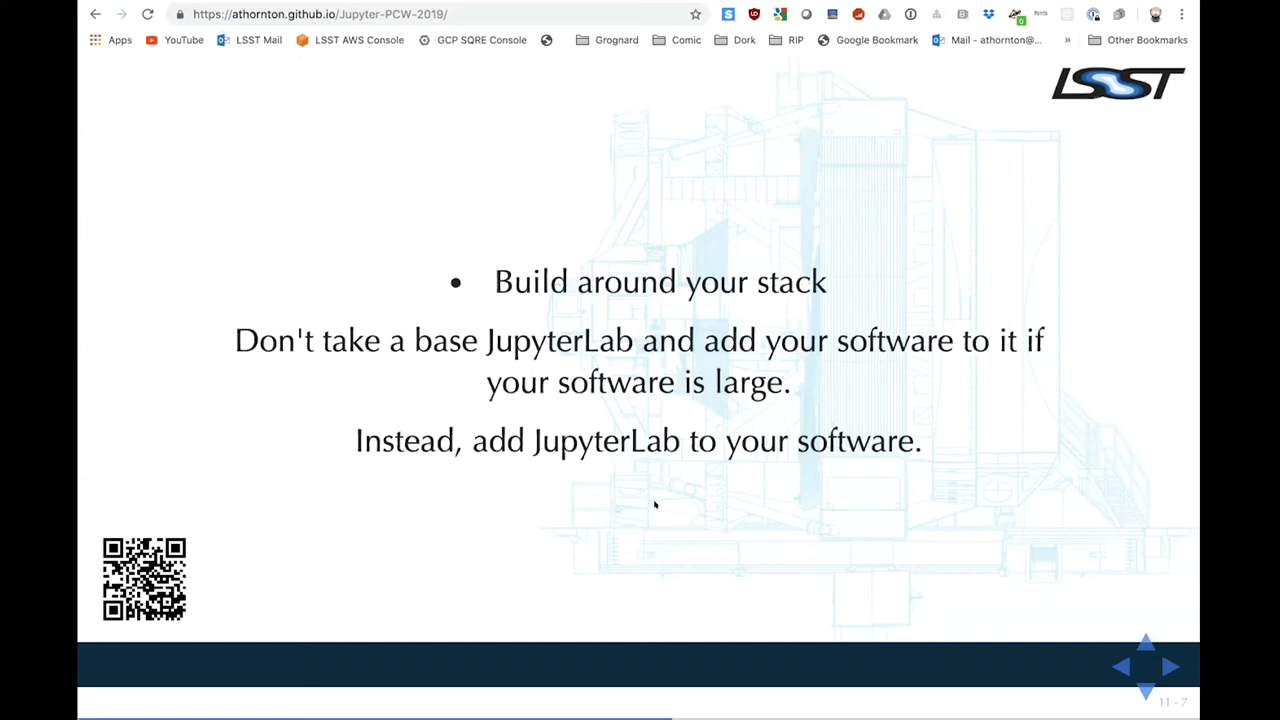 https://athornton.github.io/Jupyter-PCW-2019/
Apps YouTube LSST Mail LSST AWS Console GCP SQRE Console Grognard Comic Dork RIP Google Bookmark Mail - athornton@... » Other Bookmarks
LSST
• Build around your stack
Don't take a base JupyterLab and add your software to it if
your software is large.
Instead, add JupyterLab to your software.
11 - 7